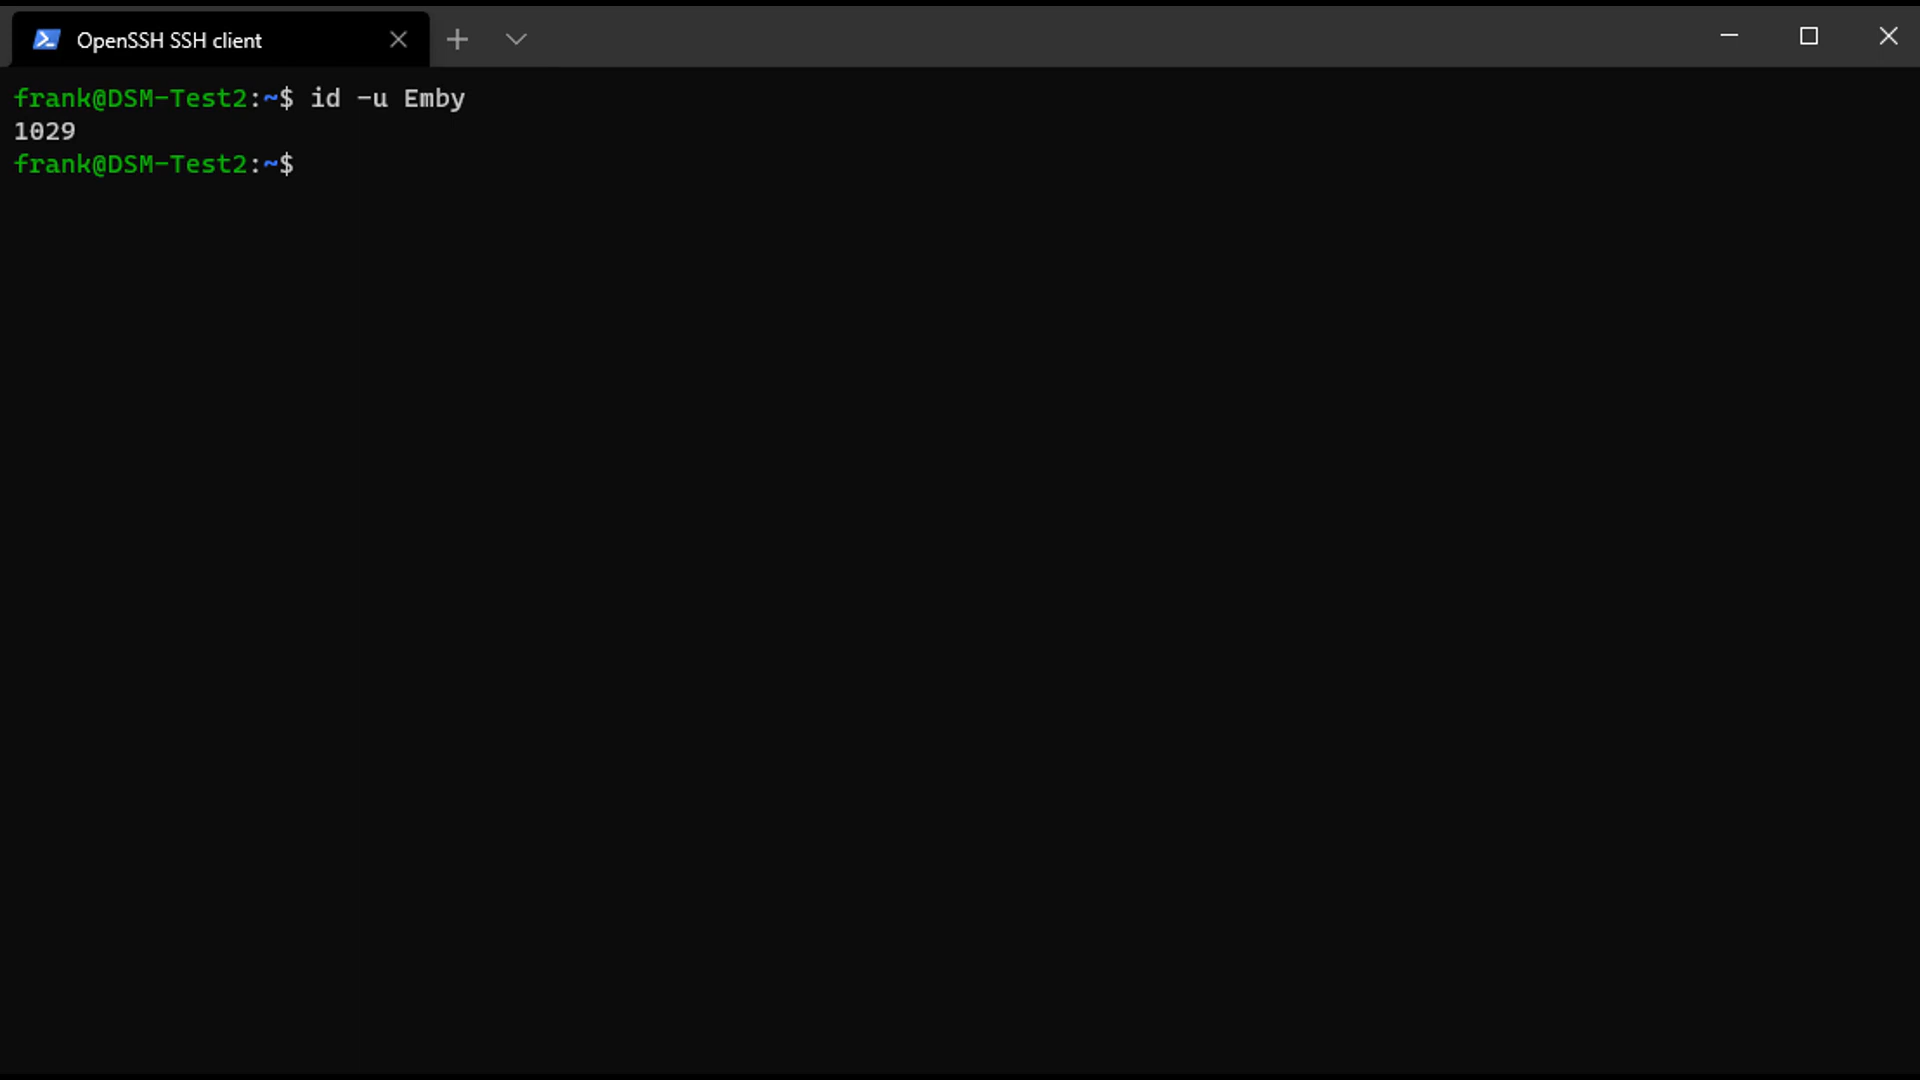 OpenSSH SSH client
frank@DSM-Test2:~$ id -u Emby
1029
frank@DSM-Test2:~$